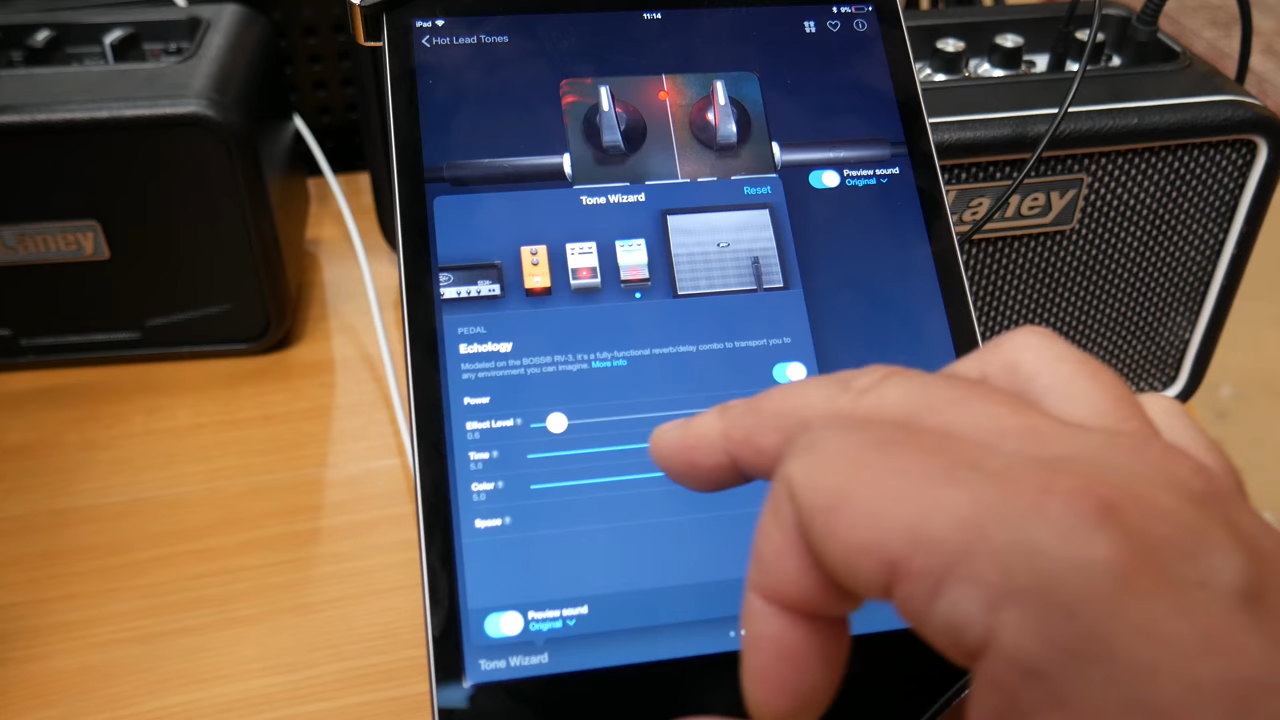 iPad
11:14
9%
Hot Lead Tones
Preview sound
Original
Tone Wizard
Reset
PEDAL
Echology
Modeled on the BOSS® RV-3, it's a fully-functional reverb/delay combo to transport you to
any environment you can imagine. More info
Power
Effect Level ?
0.6
Time ?
Color ?
5.0
Space ?
Preview sound
Original
Tone Wizard
Laney
Laney